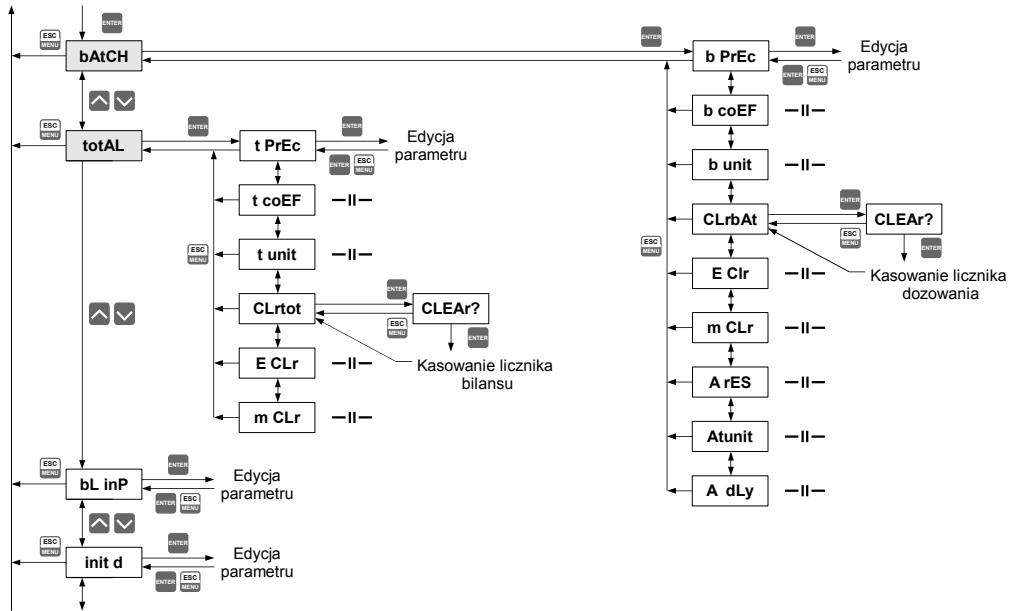 ENTER
ESC
MENU
bAtCH
ENTER
ENTER
b PrEc
ENTER
ENTER
ESC
MENU
Edycja
parametru
b coEF
—II—
b unit
—II—
CLrbAt
ENTER
ESC
MENU
CLEAr?
ENTER
Kasowanie licznika
dozowania
ESC
MENU
E Clr
—II—
m CLr
—II—
A rES
—II—
Atunit
—II—
A dLy
—II—
ESC
MENU
totAL
ENTER
t PrEc
ENTER
ENTER
ESC
MENU
Edycja
parametru
t coEF
—II—
ESC
MENU
t unit
—II—
CLrtot
ENTER
ESC
MENU
CLEAr?
ENTER
Kasowanie licznika
bilansu
E CLr
—II—
m CLr
—II—
ESC
MENU
bL inP
ENTER
ENTER
ESC
MENU
Edycja
parametru
ESC
MENU
init d
ENTER
ENTER
ESC
MENU
Edycja
parametru